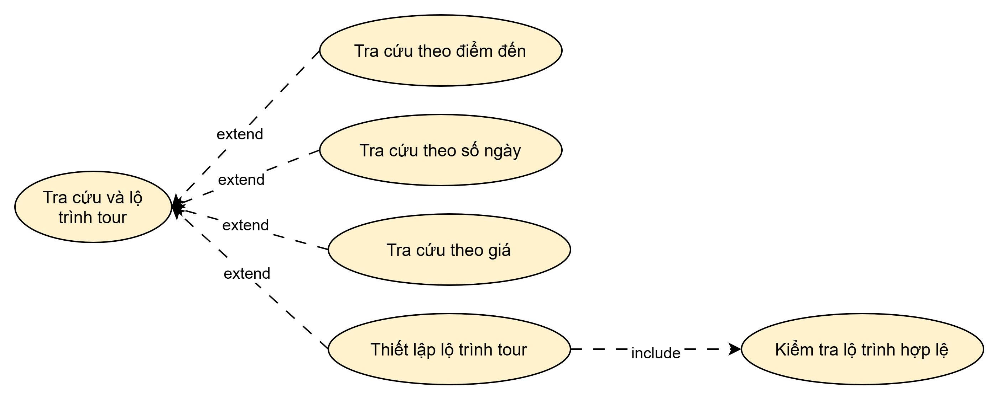 Tra cứu theo điểm đến
extend
Tra cứu theo số ngày
extend
Tra cứu và lộ
trình tour
extend
Tra cứu theo giá
extend
Thiết lập lộ trình tour
include
Kiểm tra lộ trình hợp lệ